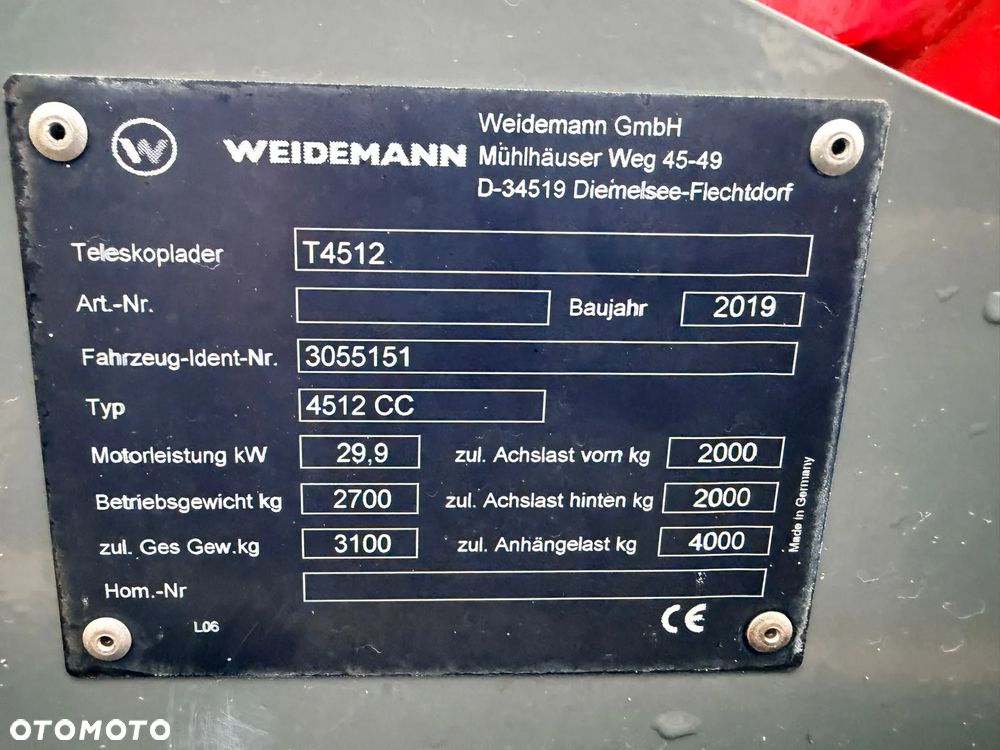 W WEIDEMANN
Weidemann GmbH
Mühlhäuser Weg 45-49
D-34519 Diemelsee-Flechtdorf
Teleskoplader T4512
Art.-Nr. Baujahr 2019
Fahrzeug-Ident-Nr. 3055151
Typ 4512 CC
Motorleistung kW 29,9 zul. Achslast vorn kg 2000
Betriebsgewicht kg 2700 zul. Achslast hinten kg 2000
zul. Ges Gew.kg 3100 zul. Anhängelast kg 4000
Hom.-Nr
Made in Germany
L06 CE
OTOMOTO